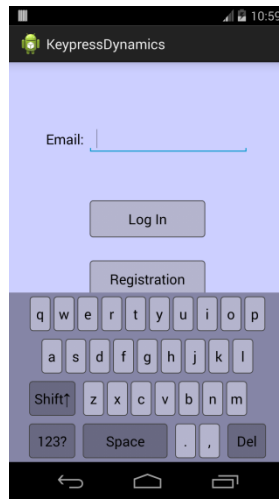 10:59
KeypressDynamics
Email:
Log In
Registration
q w e r t y u i o p
a s d f g h j k l
Shift↑ z x c v b n m
123? Space . , Del